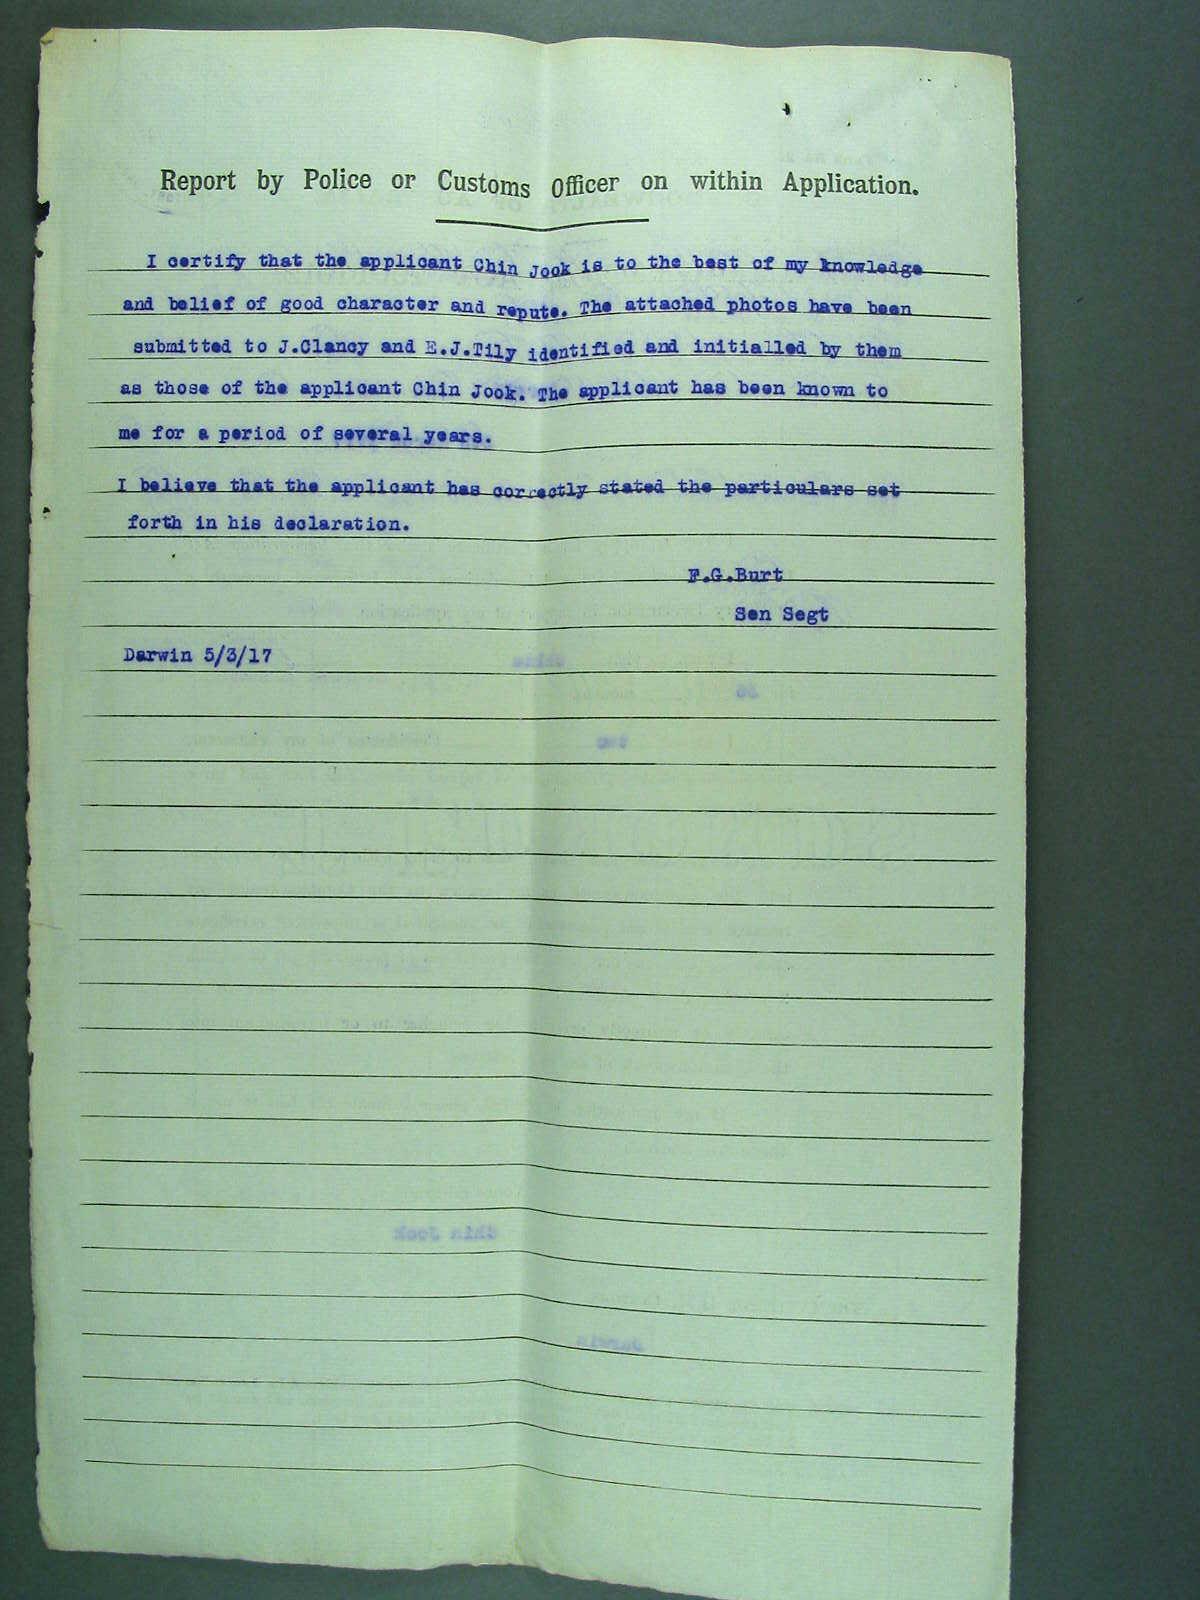 Report by Police or Customs Officer on within Application.
I certify that the applicant Chin Jook is to the best of my knowledge
and belief of good character and repute. The attached photos have been
submitted to J.Clancy and E.J.Tily identified and initialled by them
as those of the applicant Chin Jook. The applicant has been known to
me for a period of several years.
I believe that the applicant has correctly stated the particulars set
forth in his declaration.
F.G.Burt
Sen Segt
Darwin 5/3/17